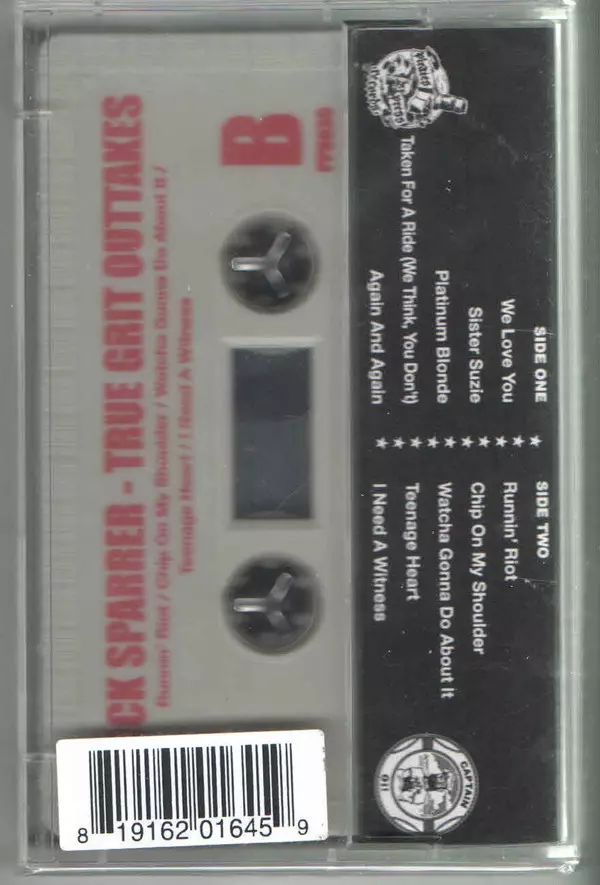 SIDE ONE
We Love You
Sister Suzie
Platinum Blonde
Taken For A Ride (We Think, You Don't)
Again And Again
SIDE TWO
Runnin' Riot
Chip On My Shoulder
Watcha Gonna Do About It
Teenage Heart
I Need A Witness
CAPTAIN
Oi!
B
CK SPARRER - TRUE GRIT OUTTAKES
Runnin' Riot / Chip On My Shoulder / Watcha Gonna Do About It /
Teenage Heart / I Need A Witness
8 19162 01645 9